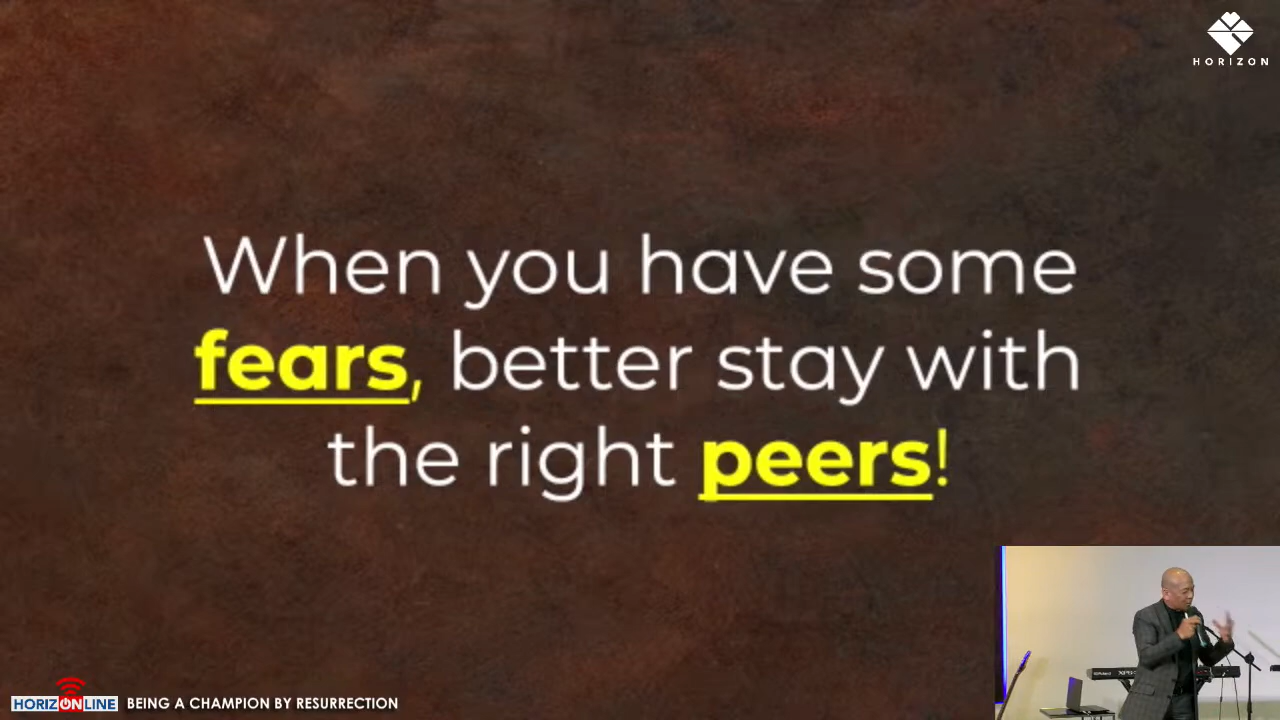 HORIZON
When you have some
fears, better stay with
the right peers!
HORIZONLINE BEING A CHAMPION BY RESURRECTION